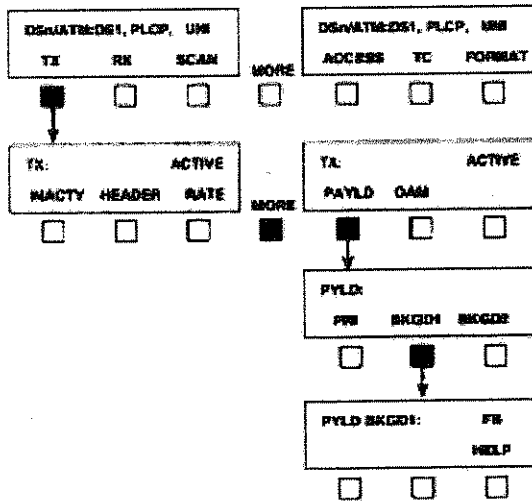 DSn/ATM:DS1, PLCP, UNI
TX RX SCAN
MORE
DSn/ATM:DS1, PLCP, UNI
ACCESS TC FORMAT
TX: ACTIVE
INACTV HEADER RATE
MORE
TX: ACTIVE
PAYLD OAM
PYLD:
PRI BKGD1 BKGD2
PYLD BKGD1:
HELP